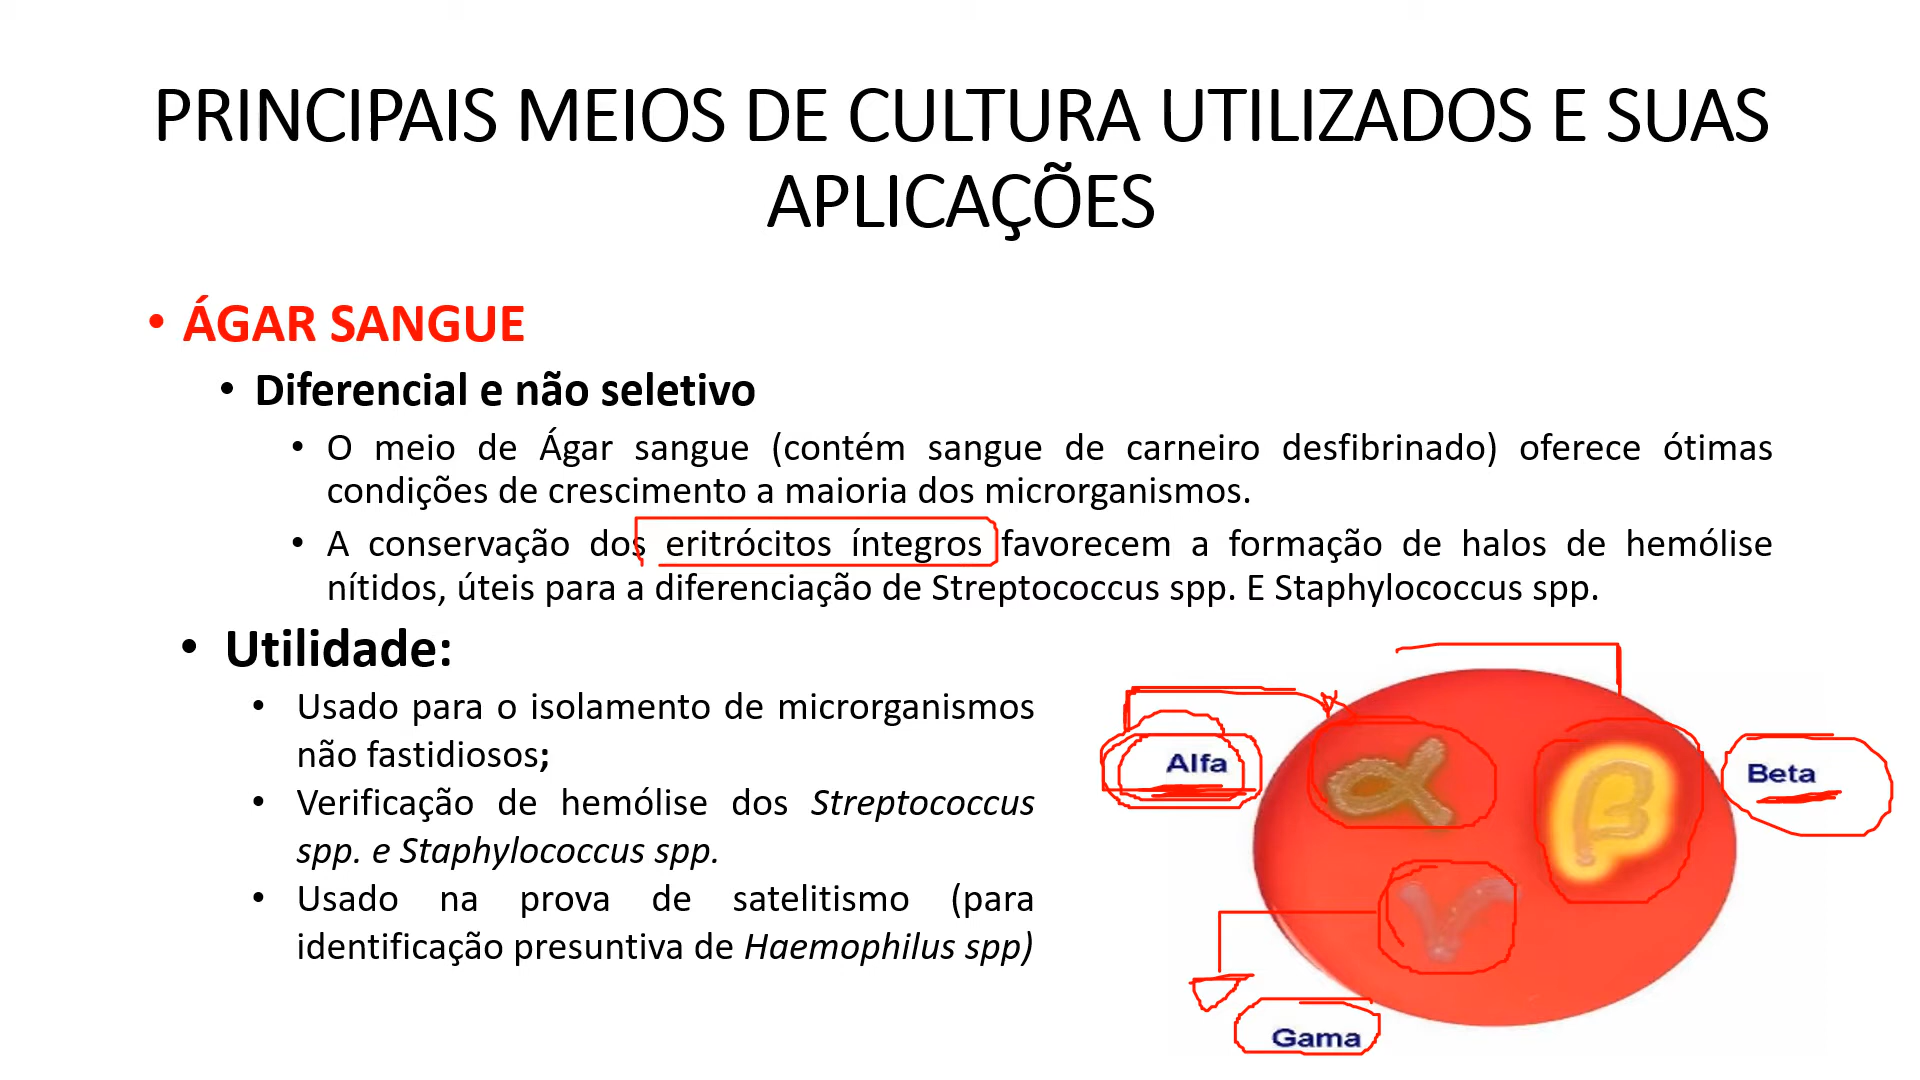 PRINCIPAIS MEIOS DE CULTURA UTILIZADOS E SUAS
APLICAÇÕES
• ÁGAR SANGUE
• Diferencial e não seletivo
• O meio de Ágar sangue (contém sangue de carneiro desfibrinado) oferece ótimas
condições de crescimento a maioria dos microrganismos.
• A conservação dos eritrócitos íntegros favorecem a formação de halos de hemólise
nítidos, úteis para a diferenciação de Streptococcus spp. E Staphylococcus spp.
• Utilidade:
• Usado para o isolamento de microrganismos
não fastidiosos;
• Verificação de hemólise dos Streptococcus
spp. e Staphylococcus spp.
• Usado na prova de satelitismo (para
identificação presuntiva de Haemophilus spp)
Alfa
α
β
Beta
γ
Gama